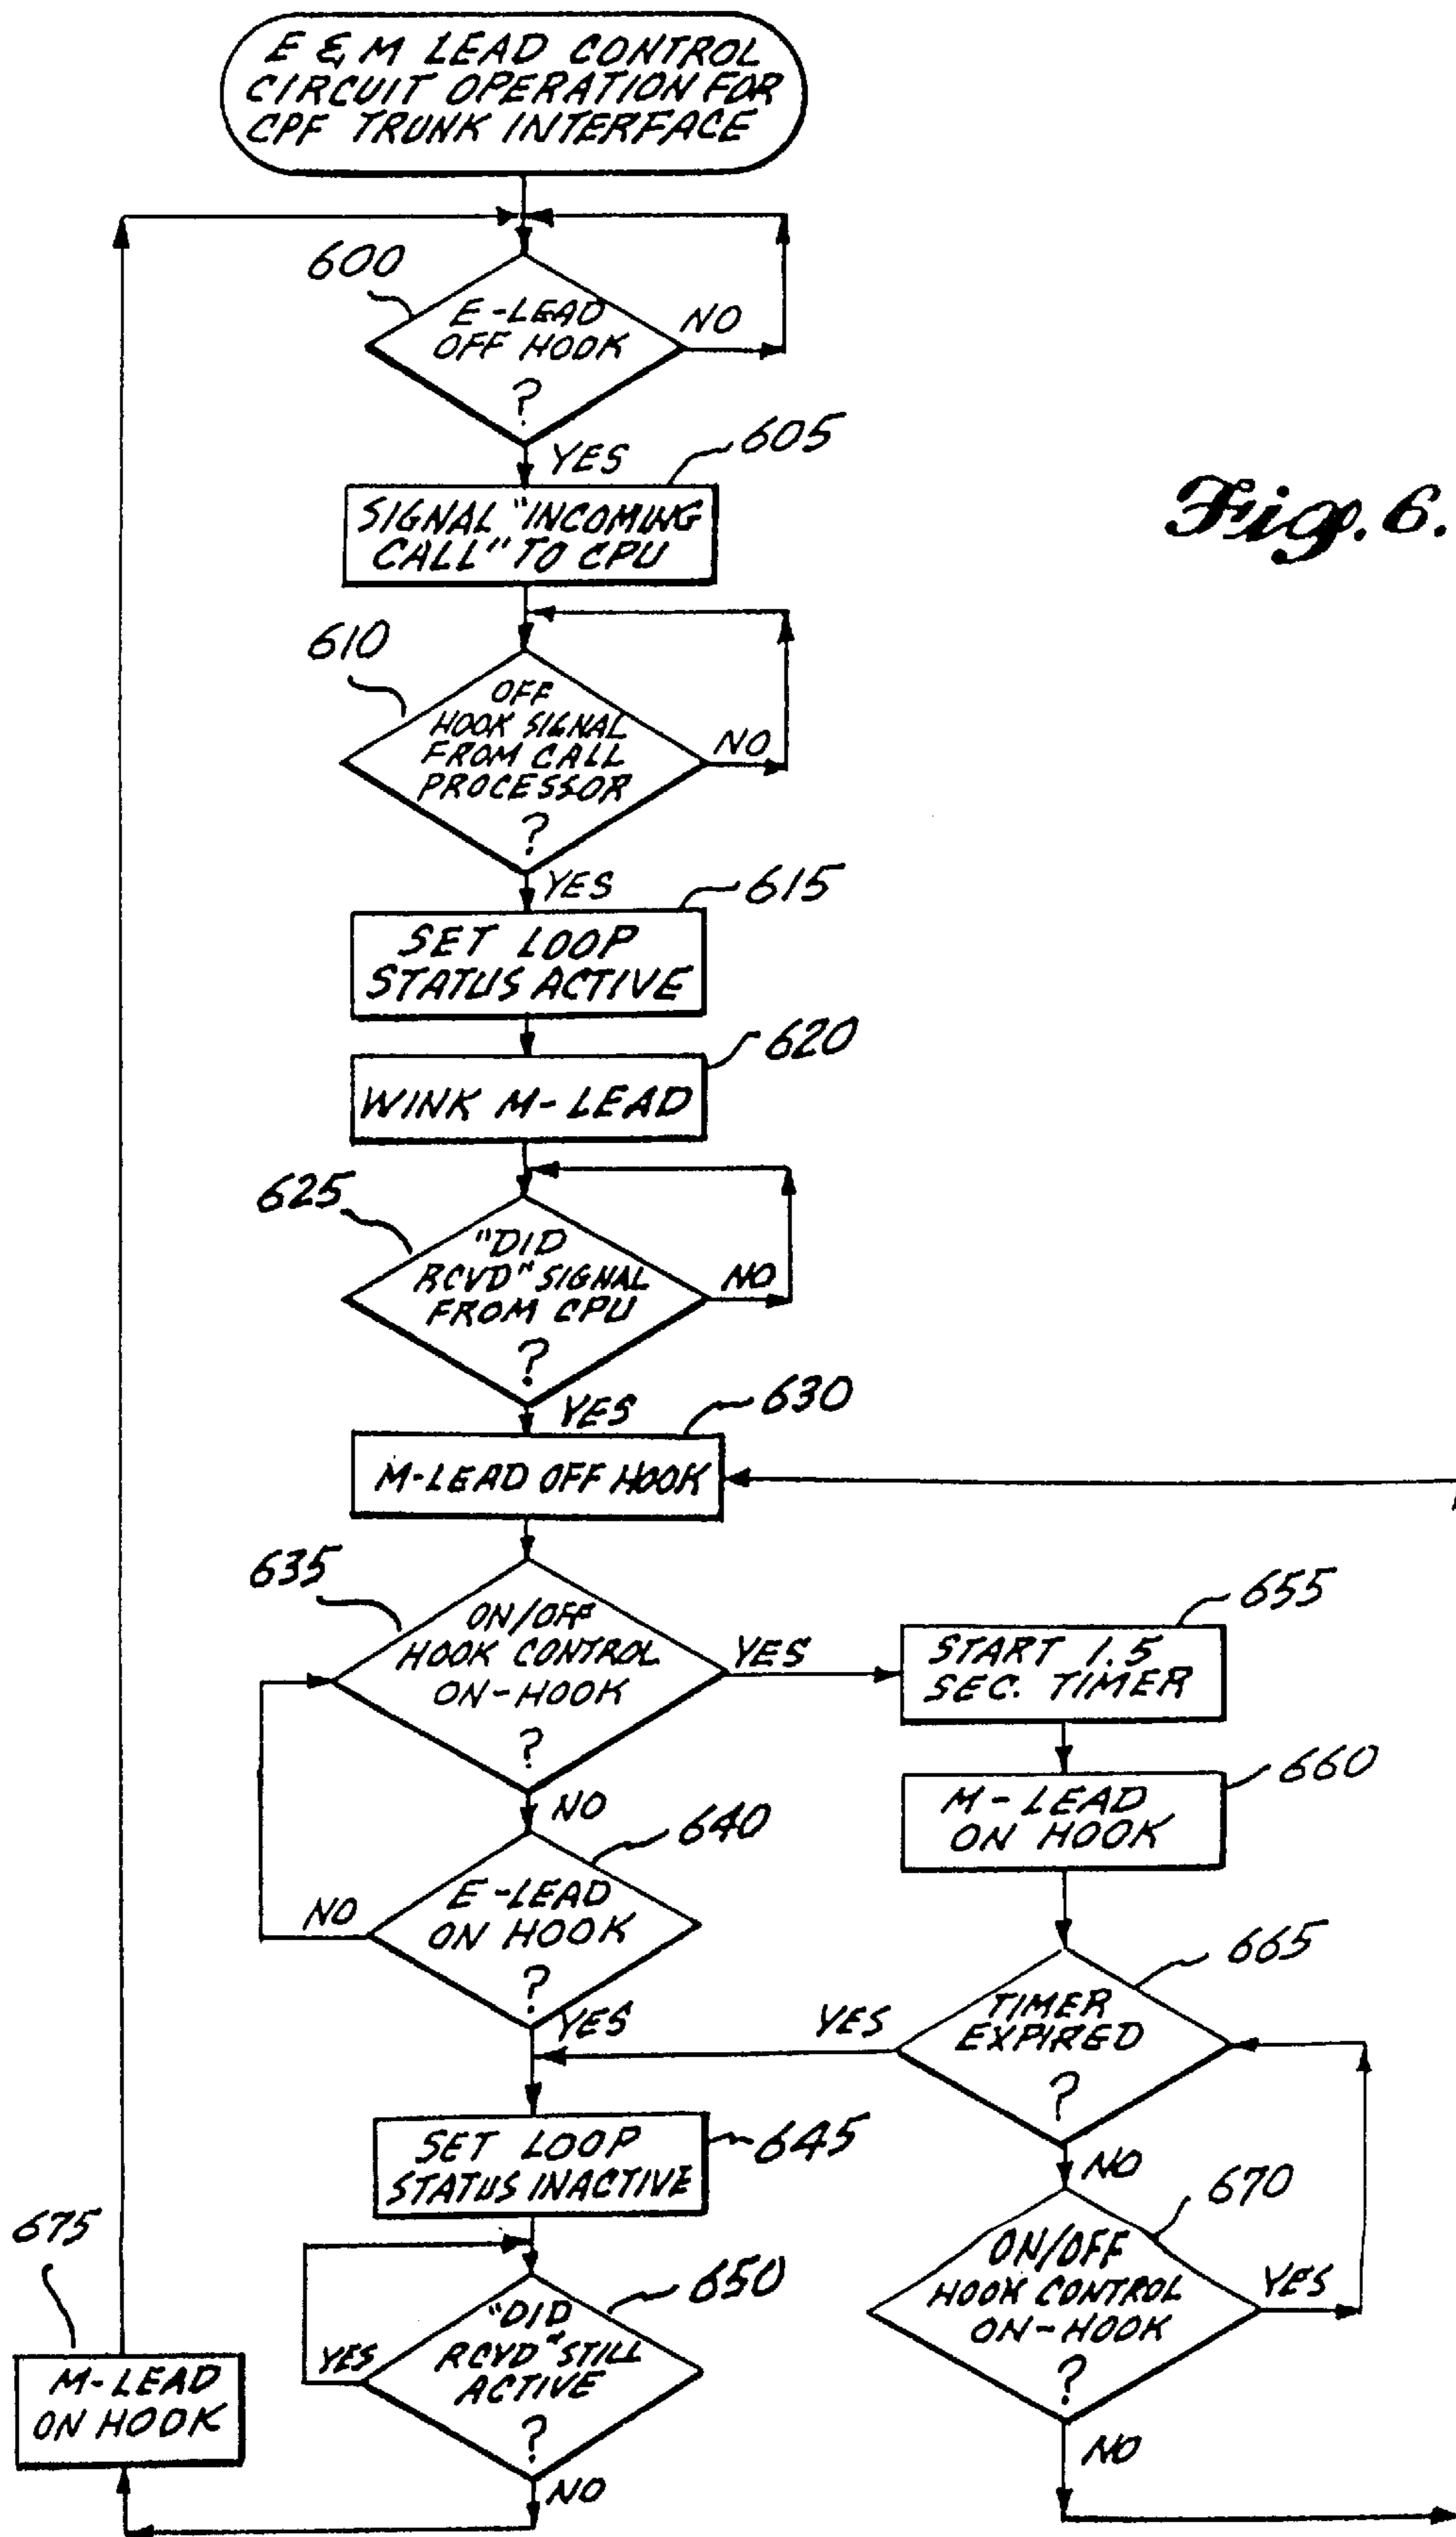 E & M LEAD CONTROL
CIRCUIT OPERATION FOR
CPF TRUNK INTERFACE
600
E-LEAD
OFF HOOK
?
NO
YES
605
SIGNAL "INCOMING
CALL" TO CPU
Fig. 6.
610
OFF
HOOK SIGNAL
FROM CALL
PROCESSOR
?
NO
YES
615
SET LOOP
STATUS ACTIVE
620
WINK M-LEAD
625
"DID
RCVD" SIGNAL
FROM CPU
?
NO
YES
630
M-LEAD OFF HOOK
635
ON/OFF
HOOK CONTROL
ON-HOOK
?
YES
NO
655
START 1.5
SEC. TIMER
660
M-LEAD
ON HOOK
640
E-LEAD
ON HOOK
?
NO
YES
665
TIMER
EXPIRED
?
YES
NO
645
SET LOOP
STATUS INACTIVE
670
ON/OFF
HOOK CONTROL
ON-HOOK
?
YES
NO
650
"DID
RCVD" STILL
ACTIVE
?
YES
NO
675
M-LEAD
ON HOOK